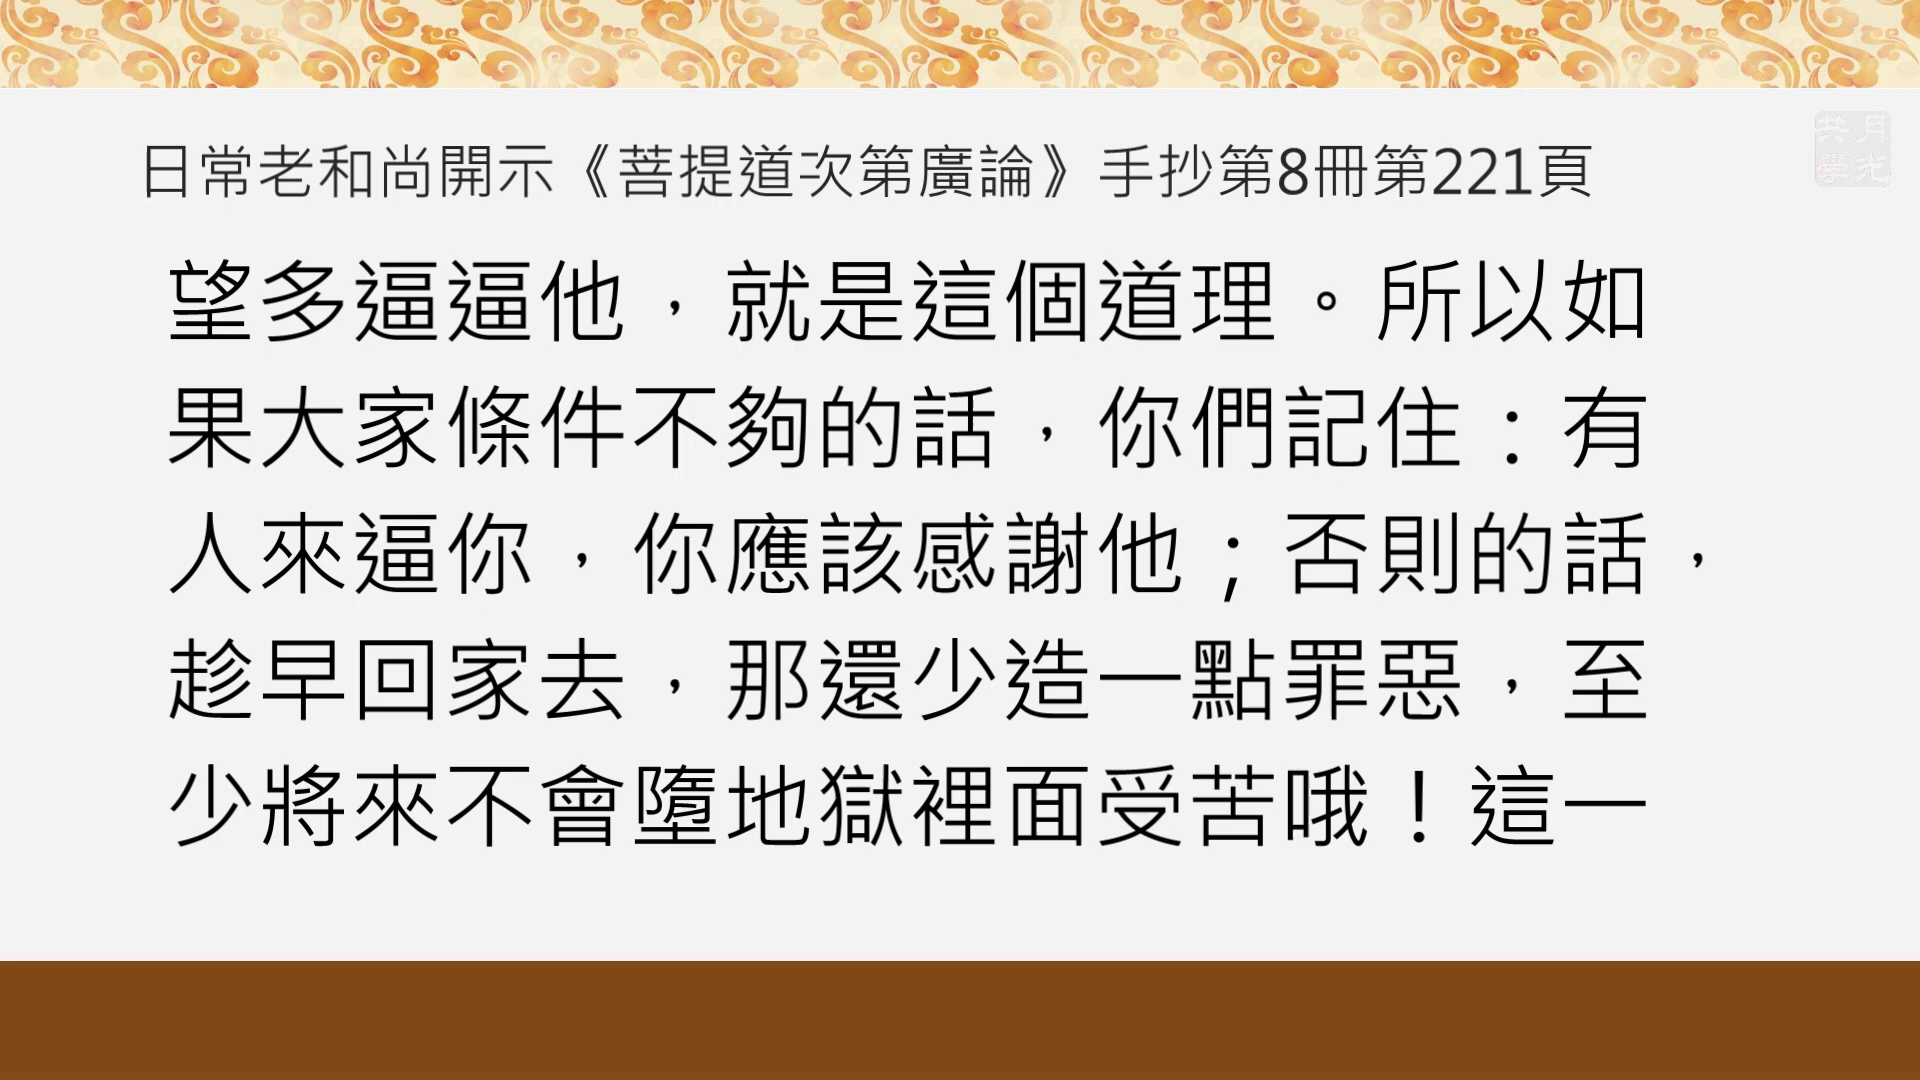 日常老和尚開示《菩提道次第廣論》手抄第8冊第221頁
月光共學
望多逼逼他，就是這個道理。所以如
果大家條件不夠的話，你們記住：有
人來逼你，你應該感謝他；否則的話，
趁早回家去，那還少造一點罪惡，至
少將來不會墮地獄裡面受苦哦！這一